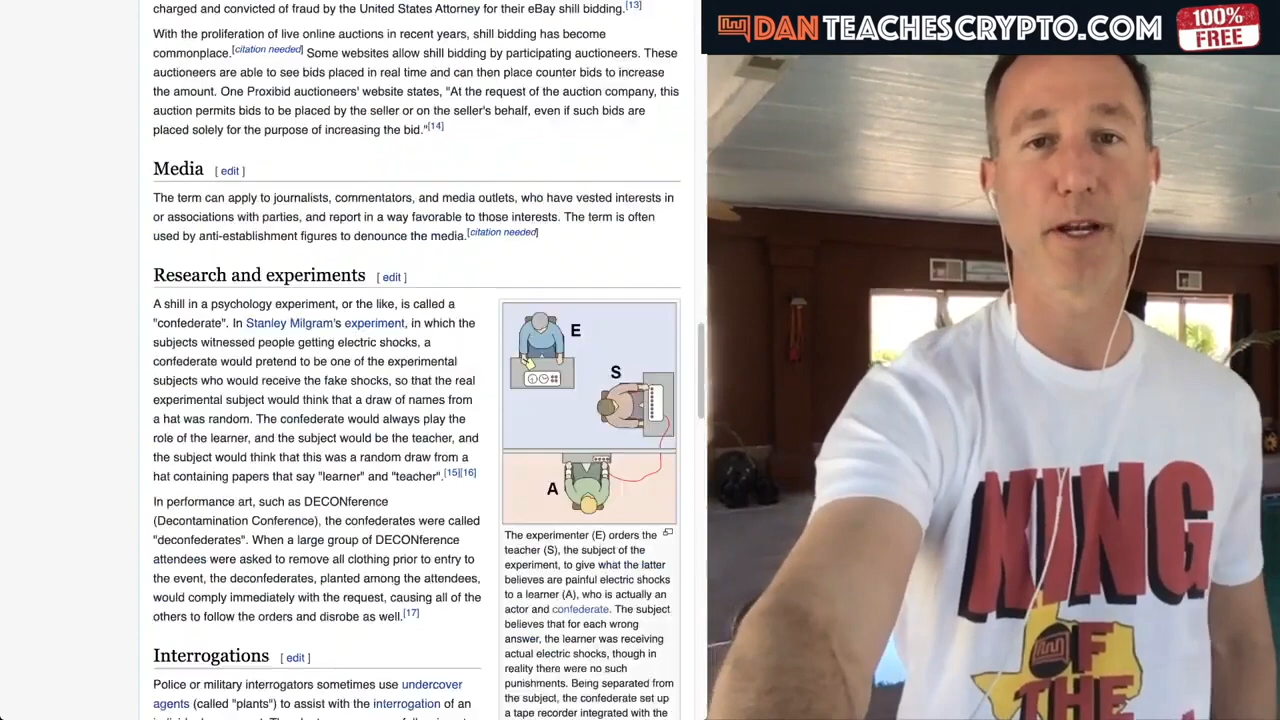 charged and convicted of fraud by the United States Attorney for their eBay shill bidding.[13]
With the proliferation of live online auctions in recent years, shill bidding has become
commonplace.[citation needed] Some websites allow shill bidding by participating auctioneers. These
auctioneers are able to see bids placed in real time and can then place counter bids to increase
the amount. One Proxibid auctioneers' website states, "At the request of the auction company, this
auction permits bids to be placed by the seller or on the seller's behalf, even if such bids are
placed solely for the purpose of increasing the bid."[14]
Media [ edit ]
The term can apply to journalists, commentators, and media outlets, who have vested interests in
or associations with parties, and report in a way favorable to those interests. The term is often
used by anti-establishment figures to denounce the media.[citation needed]
Research and experiments [ edit ]
A shill in a psychology experiment, or the like, is called a
"confederate". In Stanley Milgram's experiment, in which the
subjects witnessed people getting electric shocks, a
confederate would pretend to be one of the experimental
subjects who would receive the fake shocks, so that the real
experimental subject would think that a draw of names from
a hat was random. The confederate would always play the
role of the learner, and the subject would be the teacher, and
the subject would think that this was a random draw from a
hat containing papers that say "learner" and "teacher".[15][16]
In performance art, such as DECONference
(Decontamination Conference), the confederates were called
"deconfederates". When a large group of DECONference
attendees were asked to remove all clothing prior to entry to
the event, the deconfederates, planted among the attendees,
would comply immediately with the request, causing all of the
others to follow the orders and disrobe as well.[17]
Interrogations [ edit ]
Police or military interrogators sometimes use undercover
agents (called "plants") to assist with the interrogation of an
E
S
A
The experimenter (E) orders the
teacher (S), the subject of the
experiment, to give what the latter
believes are painful electric shocks
to a learner (A), who is actually an
actor and confederate. The subject
believes that for each wrong
answer, the learner was receiving
actual electric shocks, though in
reality there were no such
punishments. Being separated from
the subject, the confederate set up
a tape recorder integrated with the
DANTEACHESCRYPTO.COM
100%
FREE
KING
OF
THE